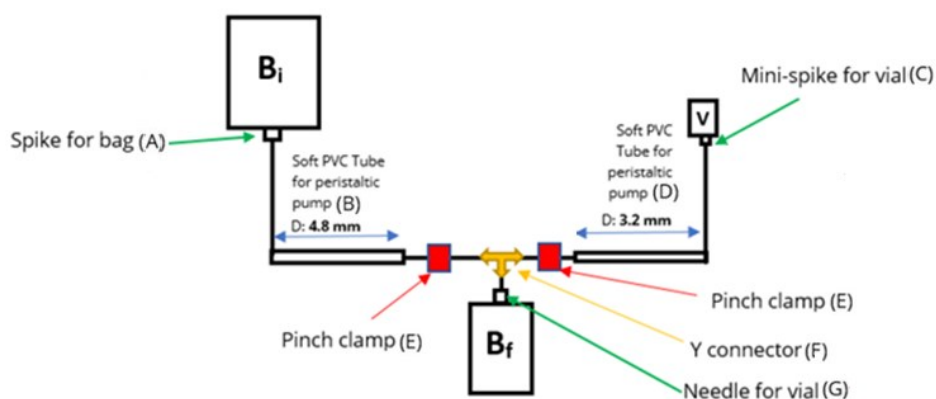 Bi
Mini-spike for vial (C)
V
Spike for bag (A)
Soft PVC Tube
for peristaltic
pump (B)
D: 4.8 mm
Soft PVC
Tube for
peristaltic
pump (D)
D: 3.2 mm
Pinch clamp (E)
Pinch clamp (E)
Bf
Y connector (F)
Needle for vial (G)